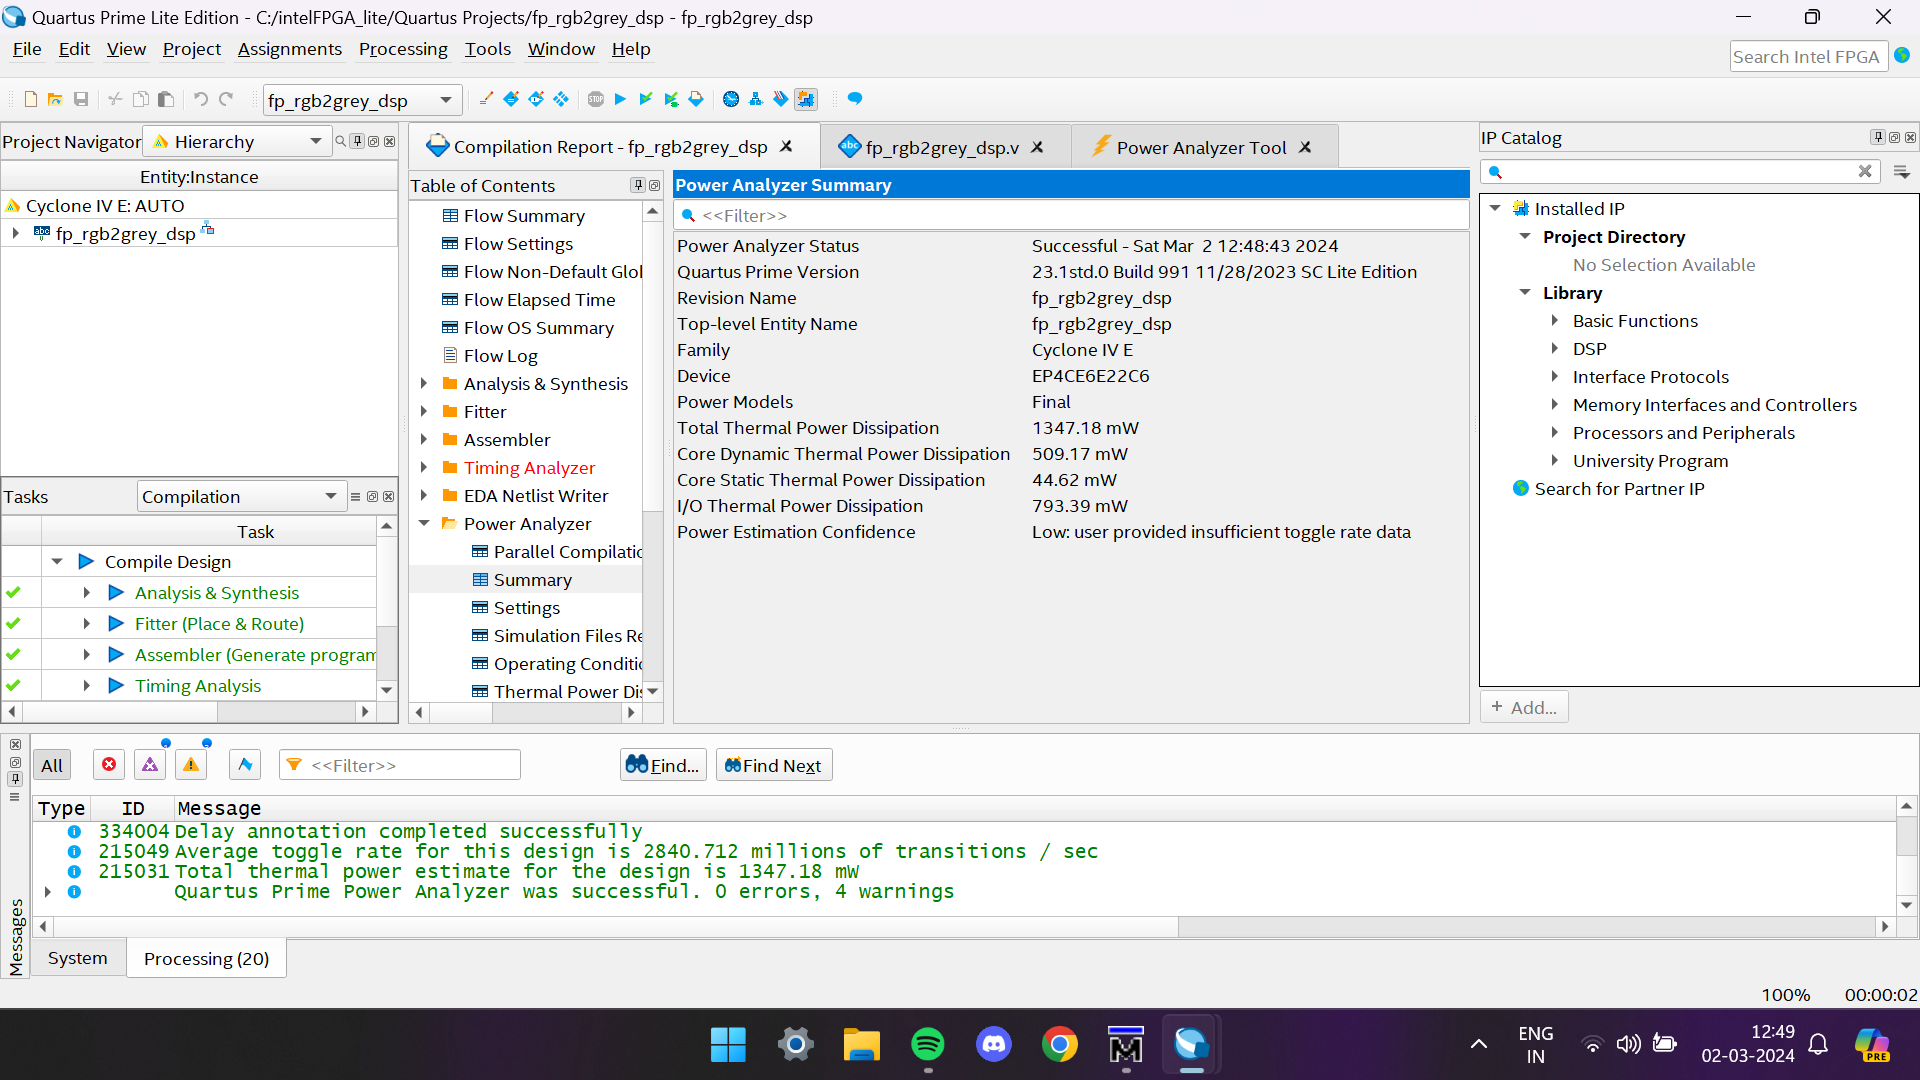 Quartus Prime Lite Edition - C:/intelFPGA_lite/Quartus Projects/fp_rgb2grey_dsp - fp_rgb2grey_dsp
File Edit View Project Assignments Processing Tools Window Help
Search Intel FPGA
fp_rgb2grey_dsp
STOP
Project Navigator
Hierarchy
Entity:Instance
Cyclone IV E: AUTO
abc fp_rgb2grey_dsp
Tasks
Compilation
Task
Compile Design
Analysis & Synthesis
Fitter (Place & Route)
Assembler (Generate program
Timing Analysis
Compilation Report - fp_rgb2grey_dsp
abc fp_rgb2grey_dsp.v
Power Analyzer Tool
Table of Contents
Flow Summary
Flow Settings
Flow Non-Default Glo
Flow Elapsed Time
Flow OS Summary
Flow Log
Analysis & Synthesis
Fitter
Assembler
Timing Analyzer
EDA Netlist Writer
Power Analyzer
Parallel Compilatio
Summary
Settings
Simulation Files Re
Operating Conditio
Thermal Power Dis
Power Analyzer Summary
<<Filter>>
Power Analyzer Status Successful - Sat Mar 2 12:48:43 2024
Quartus Prime Version 23.1std.0 Build 991 11/28/2023 SC Lite Edition
Revision Name fp_rgb2grey_dsp
Top-level Entity Name fp_rgb2grey_dsp
Family Cyclone IV E
Device EP4CE6E22C6
Power Models Final
Total Thermal Power Dissipation 1347.18 mW
Core Dynamic Thermal Power Dissipation 509.17 mW
Core Static Thermal Power Dissipation 44.62 mW
I/O Thermal Power Dissipation 793.39 mW
Power Estimation Confidence Low: user provided insufficient toggle rate data
IP Catalog
Installed IP
Project Directory
No Selection Available
Library
Basic Functions
DSP
Interface Protocols
Memory Interfaces and Controllers
Processors and Peripherals
University Program
Search for Partner IP
+ Add...
All
<<Filter>>
Find...
Find Next
Type ID Message
334004 Delay annotation completed successfully
215049 Average toggle rate for this design is 2840.712 millions of transitions / sec
215031 Total thermal power estimate for the design is 1347.18 mW
Quartus Prime Power Analyzer was successful. 0 errors, 4 warnings
Messages
System
Processing (20)
100% 00:00:02
ENG
IN
12:49
02-03-2024
PRE